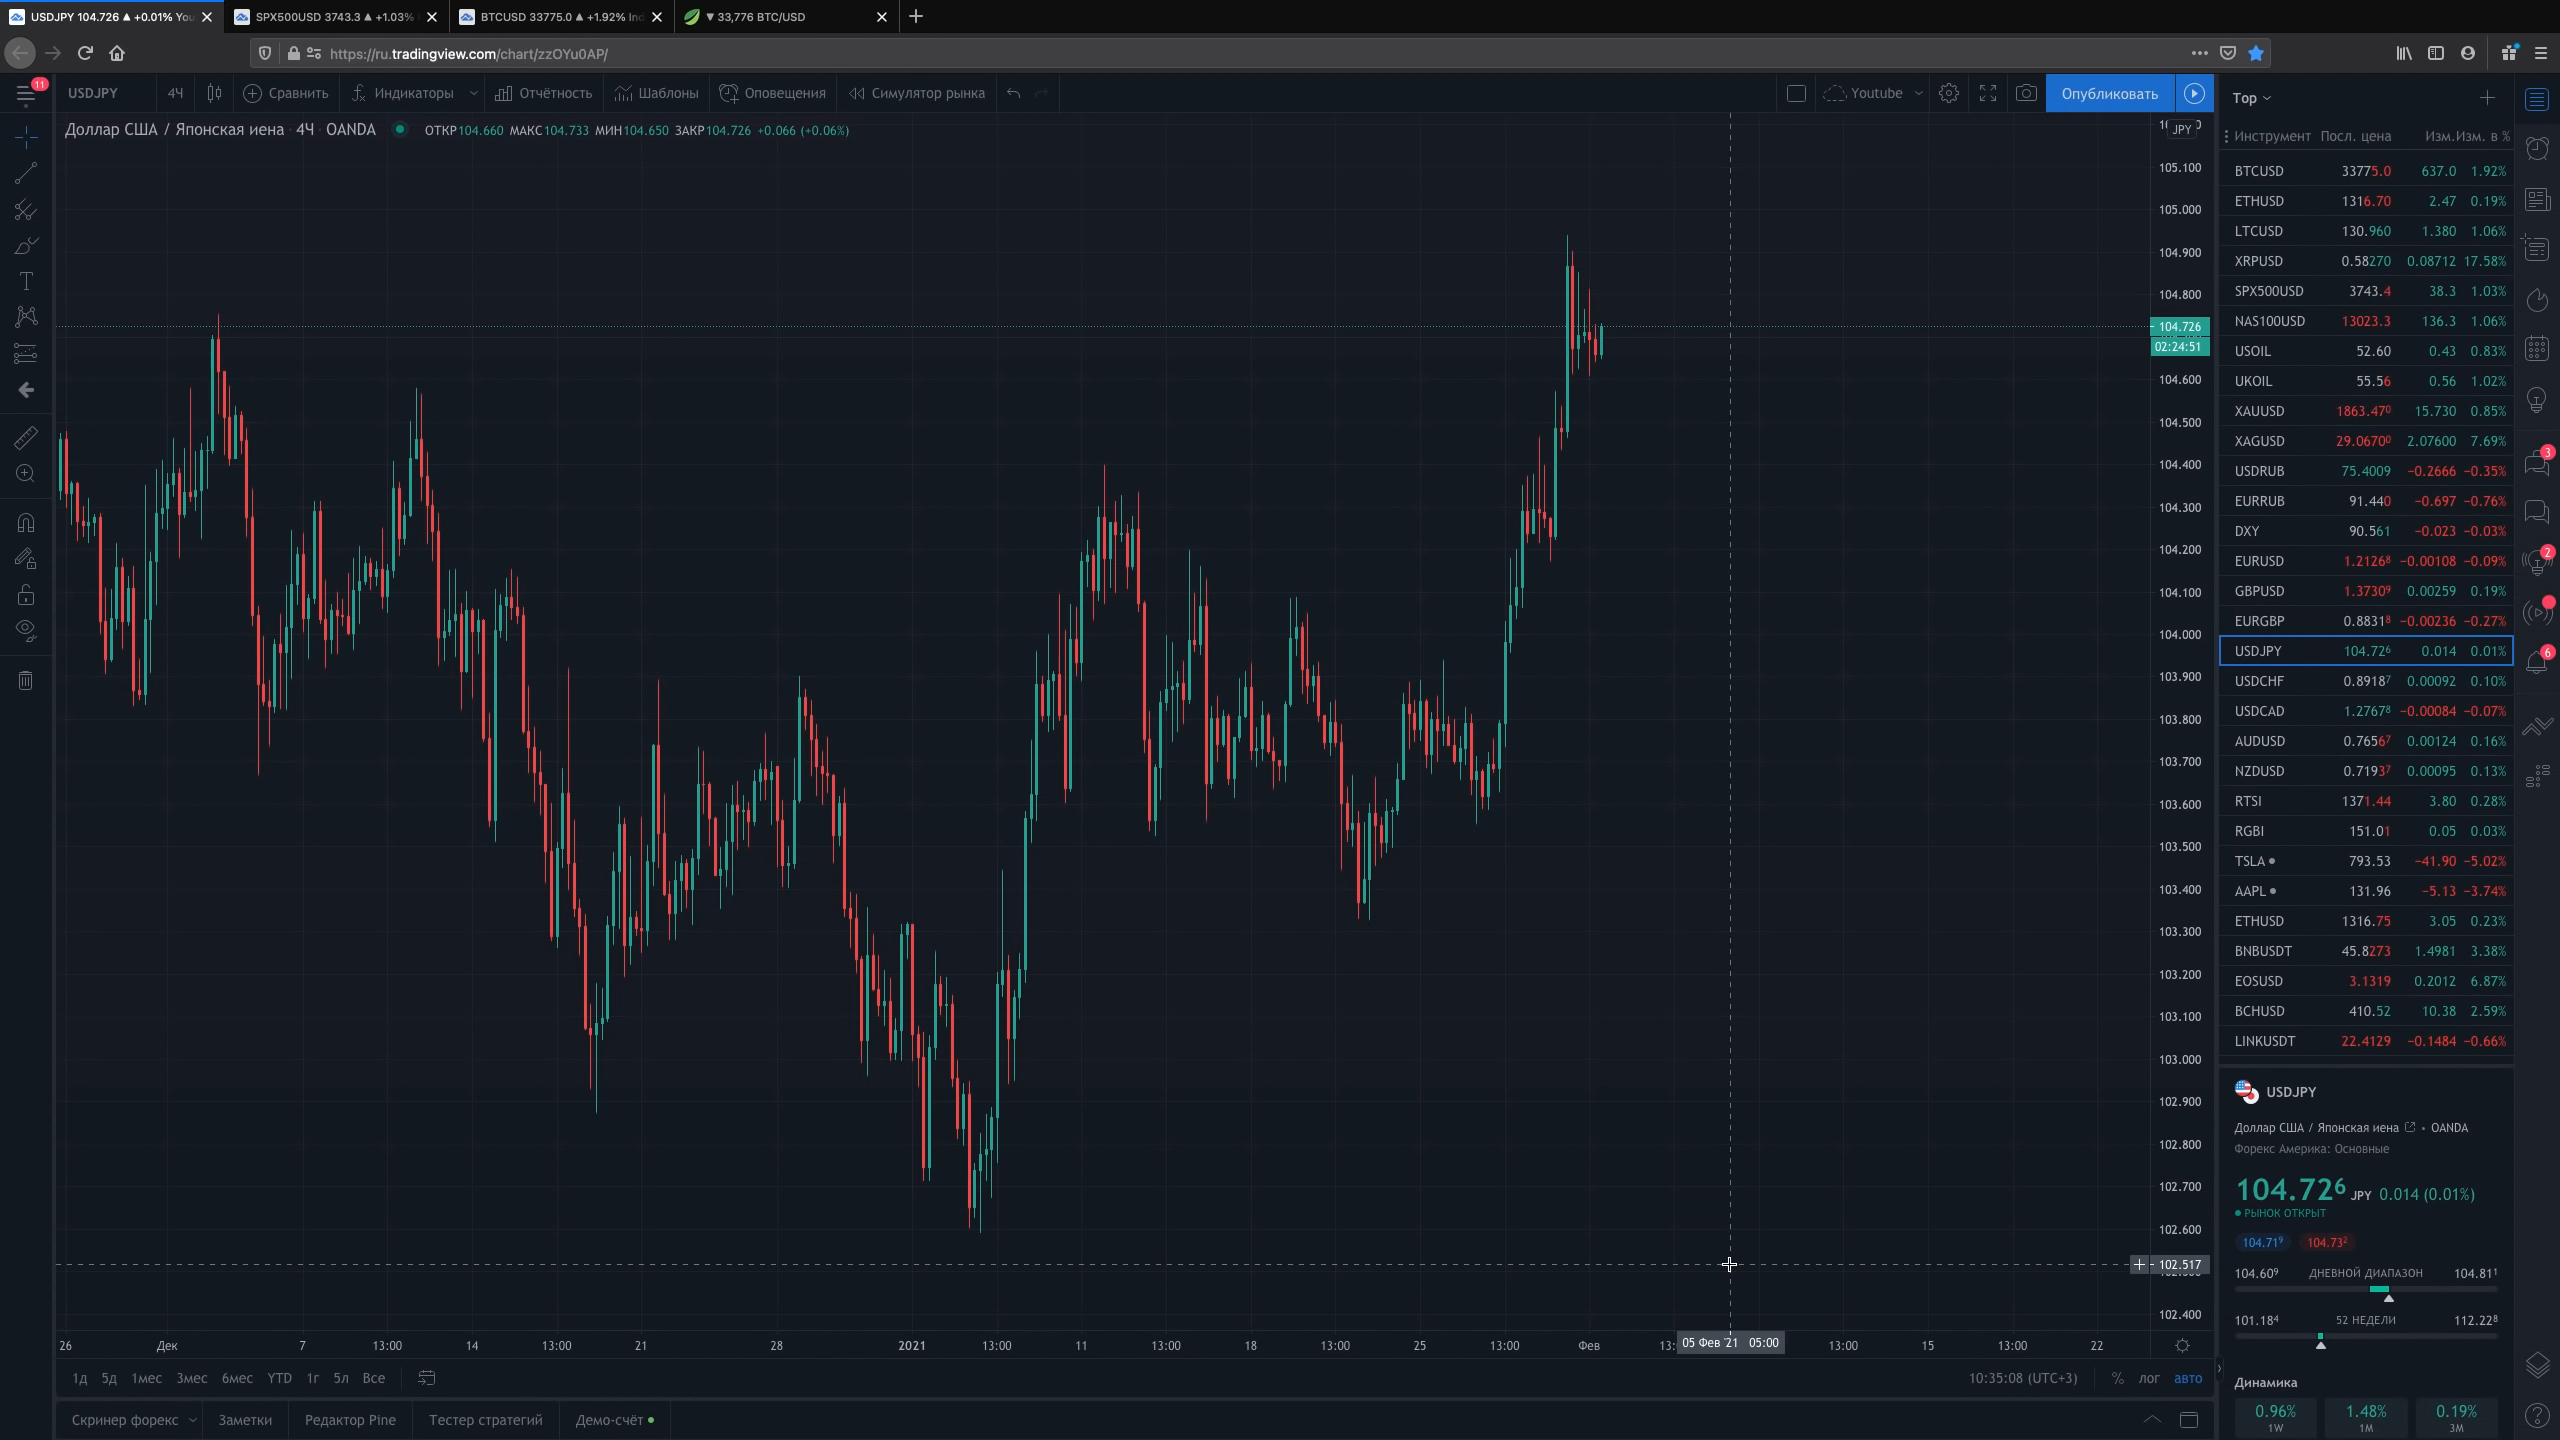 USDJPY 104.726 ▲ +0.01% You
SPX500USD 3743.3 ▲ +1.03%
BTCUSD 33775.0 ▲ +1.92% Ind
▼ 33,776 BTC/USD
https://ru.tradingview.com/chart/zzOYu0AP/
11
USDJPY
4Ч
Сравнить
Индикаторы
Отчётность
Шаблоны
Оповещения
Симулятор рынка
Youtube
Опубликовать
Доллар США / Японская иена · 4Ч · OANDA
ОТКР104.660 МАКС104.733 МИН104.650 ЗАКР104.726 +0.066 (+0.06%)
JPY
105.100
105.000
104.900
104.800
104.726
02:24:51
104.600
104.500
104.400
104.300
104.200
104.100
104.000
103.900
103.800
103.700
103.600
103.500
103.400
103.300
103.200
103.100
103.000
102.900
102.800
102.700
102.600
102.517
102.400
26 Дек 7 13:00 14 13:00 21 28 2021 13:00 11 13:00 18 13:00 25 13:00 Фев 05 Фев '21 05:00 13:00 15 13:00 22
1д 5д 1мес 3мес 6мес YTD 1г 5л Все
10:35:08 (UTC+3) % лог авто
Скринер форекс Заметки Редактор Pine Тестер стратегий Демо-счёт
Top
Инструмент Посл. цена Изм. Изм. в %
BTCUSD 33775.0 637.0 1.92%
ETHUSD 1316.70 2.47 0.19%
LTCUSD 130.960 1.380 1.06%
XRPUSD 0.58270 0.08712 17.58%
SPX500USD 3743.4 38.3 1.03%
NAS100USD 13023.3 136.3 1.06%
USOIL 52.60 0.43 0.83%
UKOIL 55.56 0.56 1.02%
XAUUSD 1863.470 15.730 0.85%
XAGUSD 29.06700 2.07600 7.69%
USDRUB 75.4009 −0.2666 −0.35%
EURRUB 91.440 −0.697 −0.76%
DXY 90.561 −0.023 −0.03%
EURUSD 1.21268 −0.00108 −0.09%
GBPUSD 1.37309 0.00259 0.19%
EURGBP 0.88318 −0.00236 −0.27%
USDJPY 104.726 0.014 0.01%
USDCHF 0.89187 0.00092 0.10%
USDCAD 1.27678 −0.00084 −0.07%
AUDUSD 0.76567 0.00124 0.16%
NZDUSD 0.71937 0.00095 0.13%
RTSI 1371.44 3.80 0.28%
RGBI 151.01 0.05 0.03%
TSLA 793.53 −41.90 −5.02%
AAPL 131.96 −5.13 −3.74%
ETHUSD 1316.75 3.05 0.23%
BNBUSDT 45.8273 1.4981 3.38%
EOSUSD 3.1319 0.2012 6.87%
BCHUSD 410.52 10.38 2.59%
LINKUSDT 22.4129 −0.1484 −0.66%
USDJPY
Доллар США / Японская иена • OANDA
Форекс Америка: Основные
104.726 JPY 0.014 (0.01%)
РЫНОК ОТКРЫТ
104.719 104.732
104.609 ДНЕВНОЙ ДИАПАЗОН 104.811
101.184 52 НЕДЕЛИ 112.228
Динамика
0.96% 1.48% 0.19%
1W 1M 3M
3
2
6